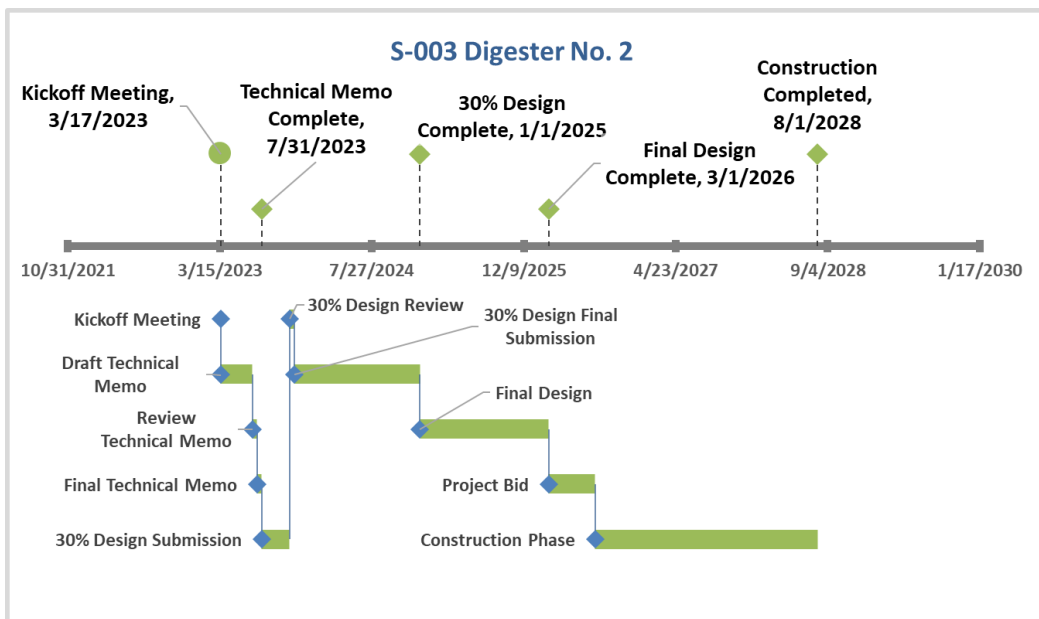 S-003 Digester No. 2
Kickoff Meeting,
3/17/2023
Technical Memo
Complete,
7/31/2023
30% Design
Complete, 1/1/2025
Final Design
Complete, 3/1/2026
Construction
Completed,
8/1/2028
10/31/2021
3/15/2023
7/27/2024
12/9/2025
4/23/2027
9/4/2028
1/17/2030
Kickoff Meeting
30% Design Review
30% Design Final
Submission
Draft Technical
Memo
Final Design
Review
Technical Memo
Final Technical Memo
Project Bid
30% Design Submission
Construction Phase